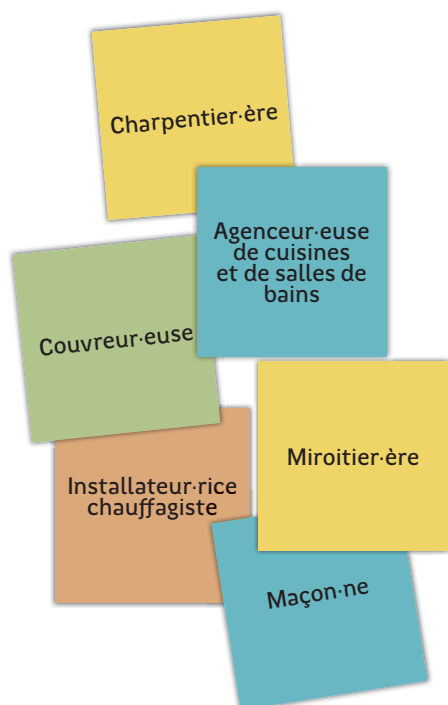 Charpentier·ère
Agenceur·euse
de cuisines
et de salles de
bains
Couvreur·euse
Miroitier·ère
Installateur·rice
chauffagiste
Maçon·ne